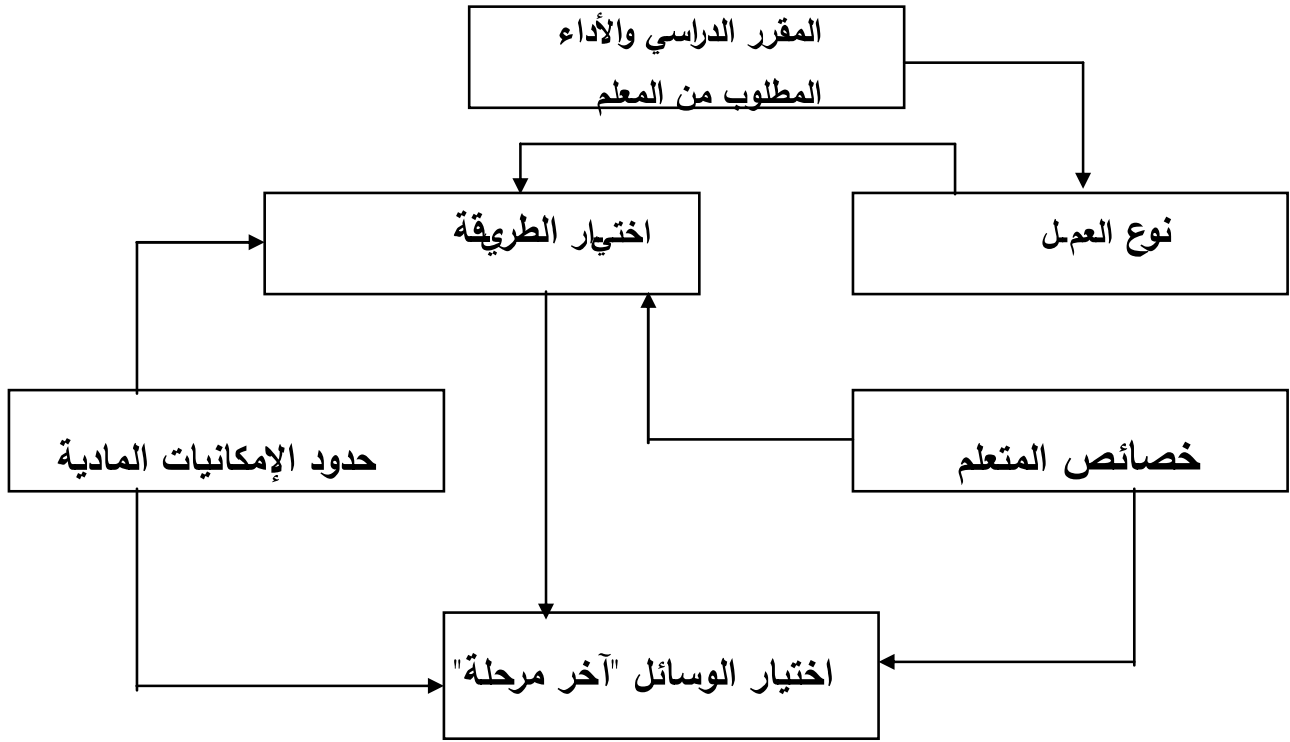 المقرر الدراسي والأداء
المطلوب من المعلم
نوع العمل
اختيار الطريقة
خصائص المتعلم
حدود الإمكانيات المادية
اختيار الوسائل "آخر مرحلة"